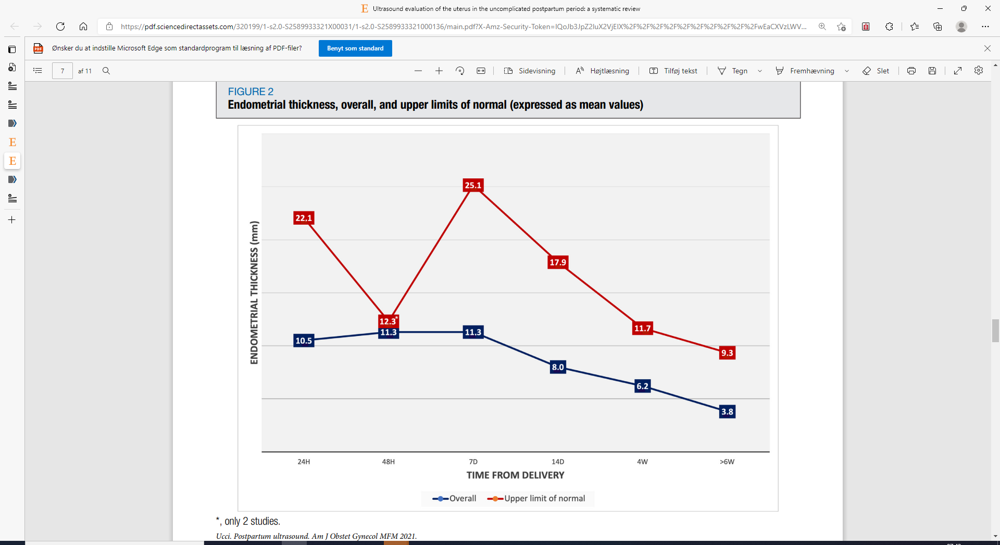 Ultrasound evaluation of the uterus in the uncomplicated postpartum period: a systematic review
https://pdf.sciencedirectassets.com/320199/1-s2.0-S2589933321X00031/1-s2.0-S2589933321000136/main.pdf?X-Amz-Security-Token=IQoJb3JpZ2luX2VjEIX%2F%2F%2F%2F%2F%2F%2F%2F%2F%2FwEaCXVzLWV...
PDF Ønsker du at indstille Microsoft Edge som standardprogram til læsning af PDF-filer? Benyt som standard
7 af 11 Sidevisning Højtlæsning Tilføj tekst Tegn Fremhævning Slet
FIGURE 2
Endometrial thickness, overall, and upper limits of normal (expressed as mean values)
25.1
22.1
17.9
12.3*
11.7
11.3
11.3
10.5
9.3
8.0
6.2
3.8
ENDOMETRIAL THICKNESS (mm)
24H 48H 7D 14D 4W >6W
TIME FROM DELIVERY
Overall Upper limit of normal
*, only 2 studies.
Ucci. Postpartum ultrasound. Am J Obstet Gynecol MFM 2021.